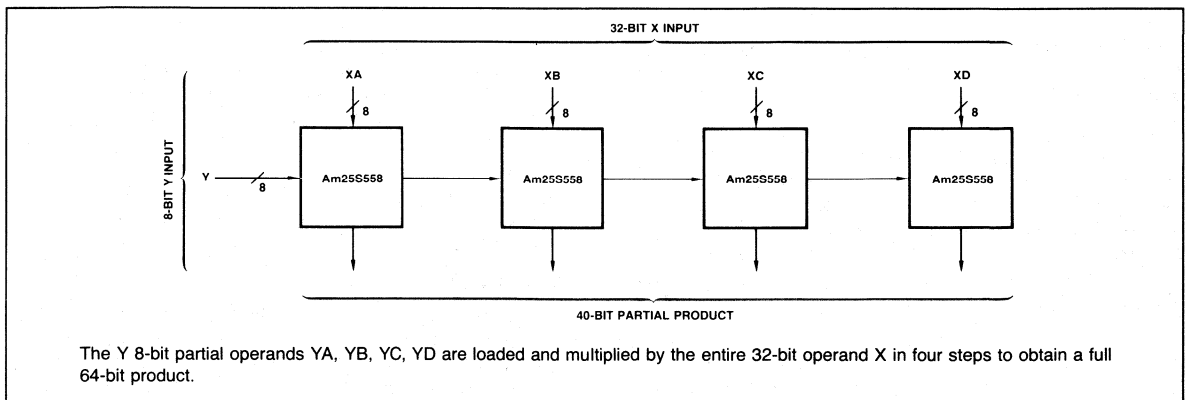 32-BIT X INPUT
XA XB XC XD
8 8 8 8
8-BIT Y INPUT
Y 8 Am25S558 Am25S558 Am25S558 Am25S558
40-BIT PARTIAL PRODUCT
The Y 8-bit partial operands YA, YB, YC, YD are loaded and multiplied by the entire 32-bit operand X in four steps to obtain a full
64-bit product.